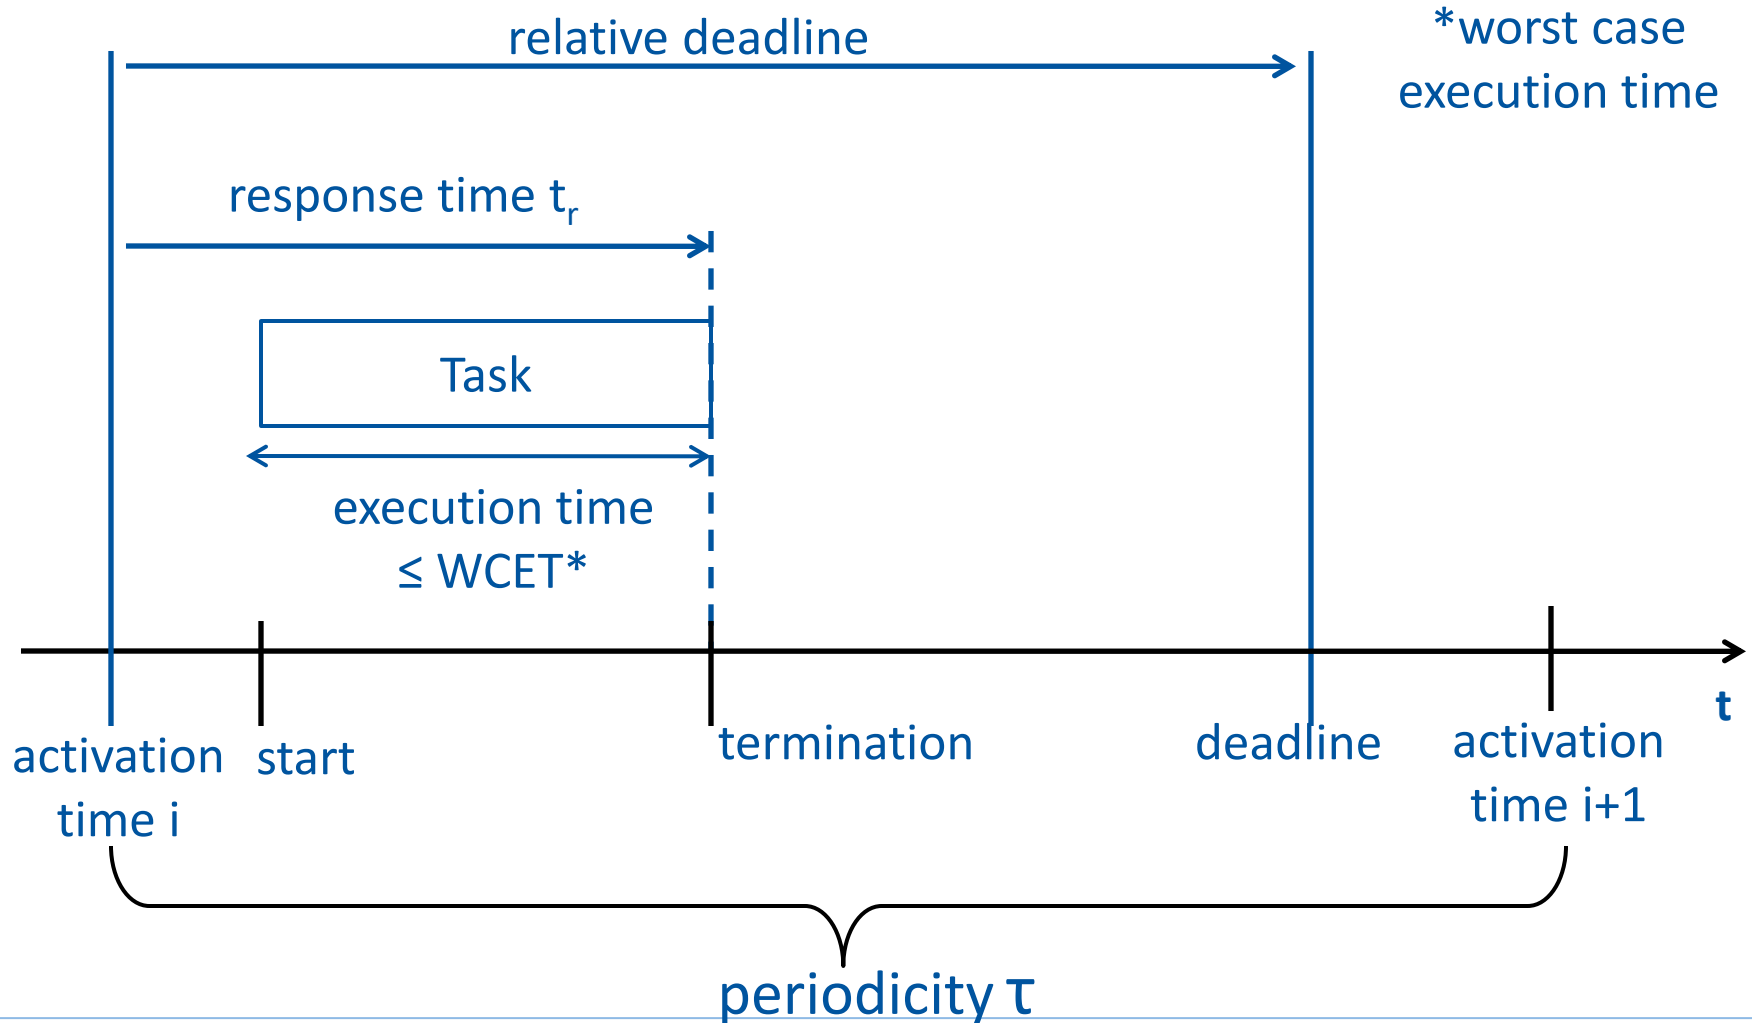 relative deadline
*worst case
execution time
response time tr
Task
execution time
≤ WCET*
t
activation
time i
start
termination
deadline
activation
time i+1
periodicity τ